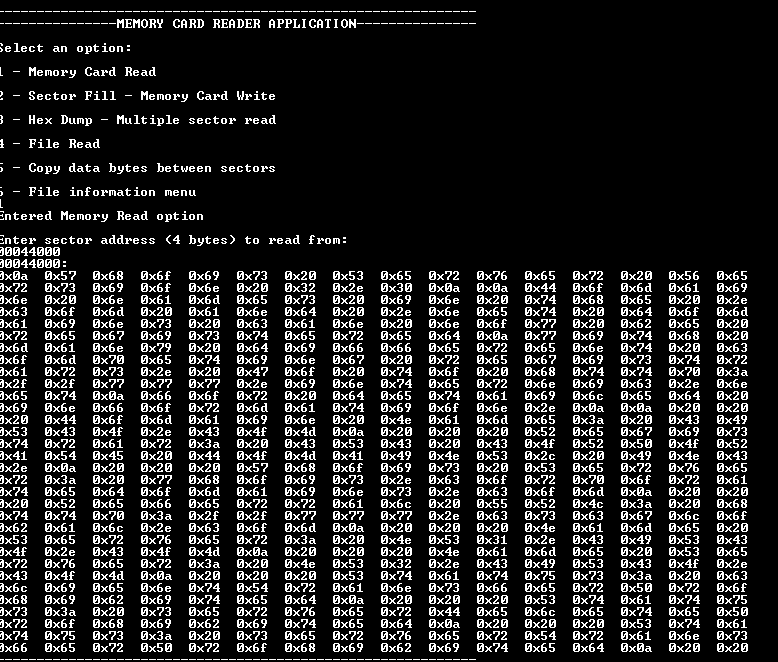 ------------------------------------------------------------
---------------MEMORY CARD READER APPLICATION---------------
Select an option:
1 - Memory Card Read
2 - Sector Fill - Memory Card Write
3 - Hex Dump - Multiple sector read
4 - File Read
5 - Copy data bytes between sectors
6 - File information menu
1
Entered Memory Read option
Enter sector address (4 bytes) to read from:
00044000
00044000:
0x0a 0x57 0x68 0x6f 0x69 0x73 0x20 0x53 0x65 0x72 0x76 0x65 0x72 0x20 0x56 0x65
0x72 0x73 0x69 0x6f 0x6e 0x20 0x32 0x2e 0x30 0x0a 0x0a 0x44 0x6f 0x6d 0x61 0x69
0x6e 0x20 0x6e 0x61 0x6d 0x65 0x73 0x20 0x69 0x6e 0x20 0x74 0x68 0x65 0x20 0x2e
0x63 0x6f 0x6d 0x20 0x61 0x6e 0x64 0x20 0x2e 0x6e 0x65 0x74 0x20 0x64 0x6f 0x6d
0x61 0x69 0x6e 0x73 0x20 0x63 0x61 0x6e 0x20 0x6e 0x6f 0x77 0x20 0x62 0x65 0x20
0x72 0x65 0x67 0x69 0x73 0x74 0x65 0x72 0x65 0x64 0x0a 0x77 0x69 0x74 0x68 0x20
0x6d 0x61 0x6e 0x79 0x20 0x64 0x69 0x66 0x66 0x65 0x72 0x65 0x6e 0x74 0x20 0x63
0x6f 0x6d 0x70 0x65 0x74 0x69 0x6e 0x67 0x20 0x72 0x65 0x67 0x69 0x73 0x74 0x72
0x61 0x72 0x73 0x2e 0x20 0x47 0x6f 0x20 0x74 0x6f 0x20 0x68 0x74 0x74 0x70 0x3a
0x2f 0x2f 0x77 0x77 0x77 0x2e 0x69 0x6e 0x74 0x65 0x72 0x6e 0x69 0x63 0x2e 0x6e
0x65 0x74 0x0a 0x66 0x6f 0x72 0x20 0x64 0x65 0x74 0x61 0x69 0x6c 0x65 0x64 0x20
0x69 0x6e 0x66 0x6f 0x72 0x6d 0x61 0x74 0x69 0x6f 0x6e 0x2e 0x0a 0x0a 0x20 0x20
0x20 0x44 0x6f 0x6d 0x61 0x69 0x6e 0x20 0x4e 0x61 0x6d 0x65 0x3a 0x20 0x43 0x49
0x53 0x43 0x4f 0x2e 0x43 0x4f 0x4d 0x0a 0x20 0x20 0x20 0x52 0x65 0x67 0x69 0x73
0x74 0x72 0x61 0x72 0x3a 0x20 0x43 0x53 0x43 0x20 0x43 0x4f 0x52 0x50 0x4f 0x52
0x41 0x54 0x45 0x20 0x44 0x4f 0x4d 0x41 0x49 0x4e 0x53 0x2c 0x20 0x49 0x4e 0x43
0x2e 0x0a 0x20 0x20 0x20 0x57 0x68 0x6f 0x69 0x73 0x20 0x53 0x65 0x72 0x76 0x65
0x72 0x3a 0x20 0x77 0x68 0x6f 0x69 0x73 0x2e 0x63 0x6f 0x72 0x70 0x6f 0x72 0x61
0x74 0x65 0x64 0x6f 0x6d 0x61 0x69 0x6e 0x73 0x2e 0x63 0x6f 0x6d 0x0a 0x20 0x20
0x20 0x52 0x65 0x66 0x65 0x72 0x72 0x61 0x6c 0x20 0x55 0x52 0x4c 0x3a 0x20 0x68
0x74 0x74 0x70 0x3a 0x2f 0x2f 0x77 0x77 0x77 0x2e 0x63 0x73 0x63 0x67 0x6c 0x6f
0x62 0x61 0x6c 0x2e 0x63 0x6f 0x6d 0x0a 0x20 0x20 0x20 0x4e 0x61 0x6d 0x65 0x20
0x53 0x65 0x72 0x76 0x65 0x72 0x3a 0x20 0x4e 0x53 0x31 0x2e 0x43 0x49 0x53 0x43
0x4f 0x2e 0x43 0x4f 0x4d 0x0a 0x20 0x20 0x20 0x4e 0x61 0x6d 0x65 0x20 0x53 0x65
0x72 0x76 0x65 0x72 0x3a 0x20 0x4e 0x53 0x32 0x2e 0x43 0x49 0x53 0x43 0x4f 0x2e
0x43 0x4f 0x4d 0x0a 0x20 0x20 0x20 0x53 0x74 0x61 0x74 0x75 0x73 0x3a 0x20 0x63
0x6c 0x69 0x65 0x6e 0x74 0x54 0x72 0x61 0x6e 0x73 0x66 0x65 0x72 0x50 0x72 0x6f
0x68 0x69 0x62 0x69 0x74 0x65 0x64 0x0a 0x20 0x20 0x20 0x53 0x74 0x61 0x74 0x75
0x73 0x3a 0x20 0x73 0x65 0x72 0x76 0x65 0x72 0x44 0x65 0x6c 0x65 0x74 0x65 0x50
0x72 0x6f 0x68 0x69 0x62 0x69 0x74 0x65 0x64 0x0a 0x20 0x20 0x20 0x53 0x74 0x61
0x74 0x75 0x73 0x3a 0x20 0x73 0x65 0x72 0x76 0x65 0x72 0x54 0x72 0x61 0x6e 0x73
0x66 0x65 0x72 0x50 0x72 0x6f 0x68 0x69 0x62 0x69 0x74 0x65 0x64 0x0a 0x20 0x20
------------------------------------------------------------